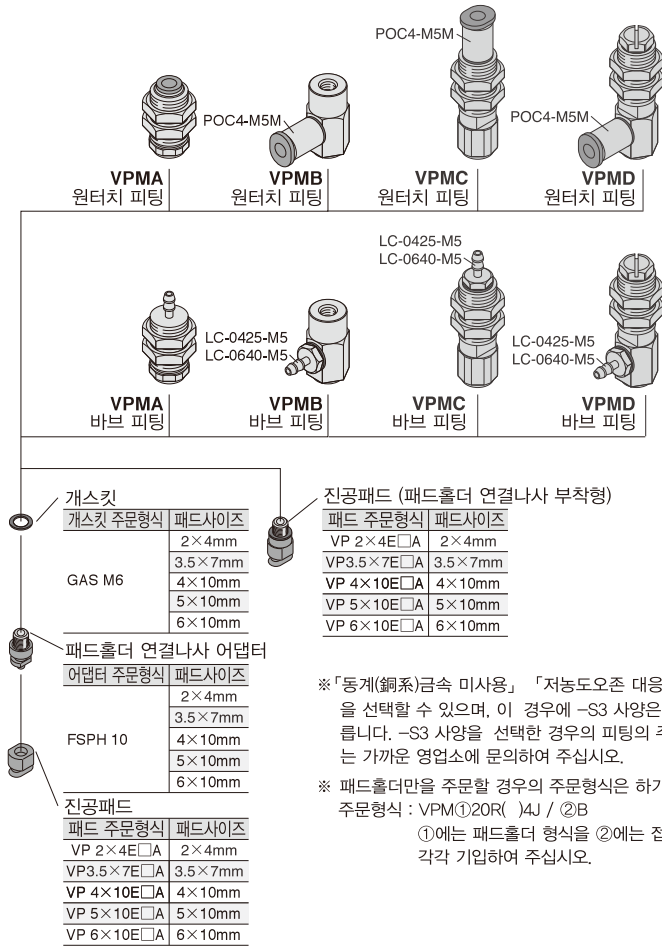 POC4-M5M
POC4-M5M
POC4-M5M
VPMA
원터치 피팅
VPMB
원터치 피팅
VPMC
원터치 피팅
VPMD
원터치 피팅
LC-0425-M5
LC-0640-M5
LC-0425-M5
LC-0640-M5
LC-0425-M5
LC-0640-M5
VPMA
바브 피팅
VPMB
바브 피팅
VPMC
바브 피팅
VPMD
바브 피팅
개스킷
개스킷 주문형식 패드사이즈
GAS M6
2×4mm
3.5×7mm
4×10mm
5×10mm
6×10mm
패드홀더 연결나사 어댑터
어댑터 주문형식 패드사이즈
FSPH 10
2×4mm
3.5×7mm
4×10mm
5×10mm
6×10mm
진공패드
패드 주문형식 패드사이즈
VP 2×4E□A 2×4mm
VP3.5×7E□A 3.5×7mm
VP 4×10E□A 4×10mm
VP 5×10E□A 5×10mm
VP 6×10E□A 6×10mm
진공패드 (패드홀더 연결나사 부착형)
패드 주문형식 패드사이즈
VP 2×4E□A 2×4mm
VP3.5×7E□A 3.5×7mm
VP 4×10E□A 4×10mm
VP 5×10E□A 5×10mm
VP 6×10E□A 6×10mm
※「동계(銅系)금속 미사용」 「저농도오존 대응
을 선택할 수 있으며, 이 경우에 –S3 사양은
릅니다. –S3 사양을 선택한 경우의 피팅의 주
는 가까운 영업소에 문의하여 주십시오.
※ 패드홀더만을 주문할 경우의 주문형식은 하기
주문형식 : VPM①20R( )4J / ②B
①에는 패드홀더 형식을 ②에는 접
각각 기입하여 주십시오.